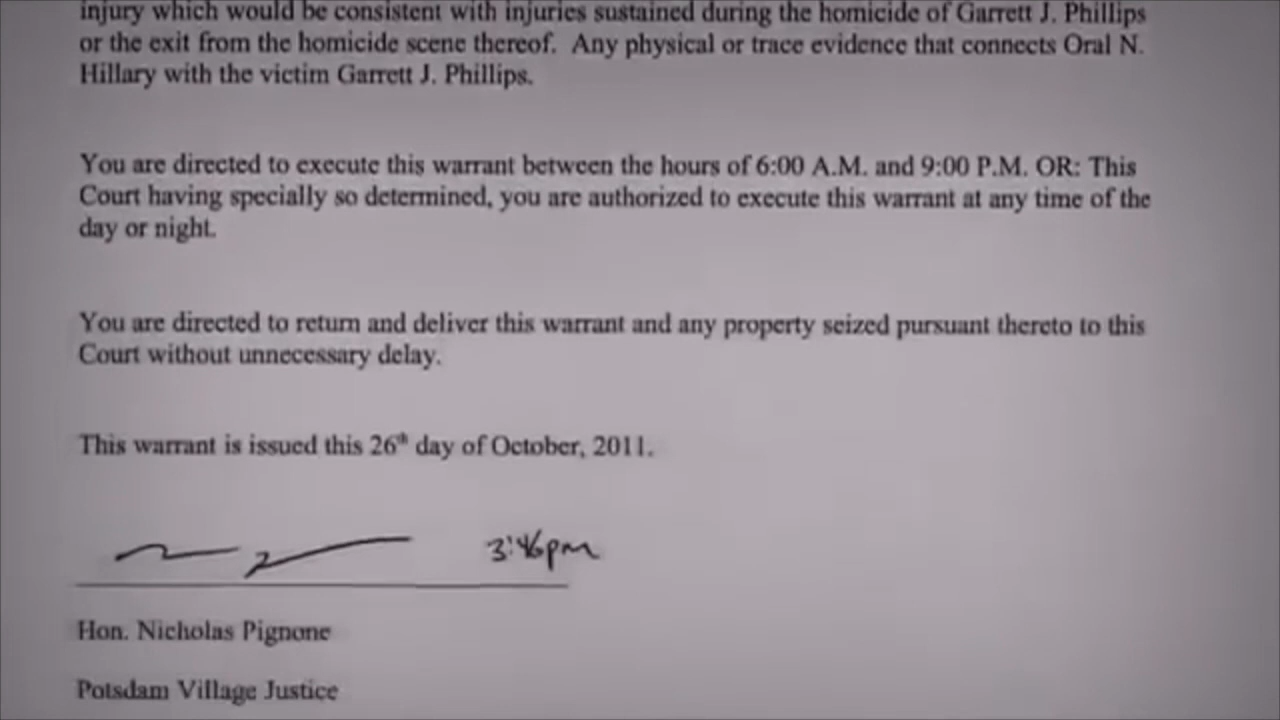 injury which would be consistent with injuries sustained during the homicide of Garrett J. Phillips
or the exit from the homicide scene thereof. Any physical or trace evidence that connects Oral N.
Hillary with the victim Garrett J. Phillips.
You are directed to execute this warrant between the hours of 6:00 A.M. and 9:00 P.M. OR: This
Court having specially so determined, you are authorized to execute this warrant at any time of the
day or night.
You are directed to return and deliver this warrant and any property seized pursuant thereto to this
Court without unnecessary delay.
This warrant is issued this 26th day of October, 2011.
3:46pm
Hon. Nicholas Pignone
Potsdam Village Justice